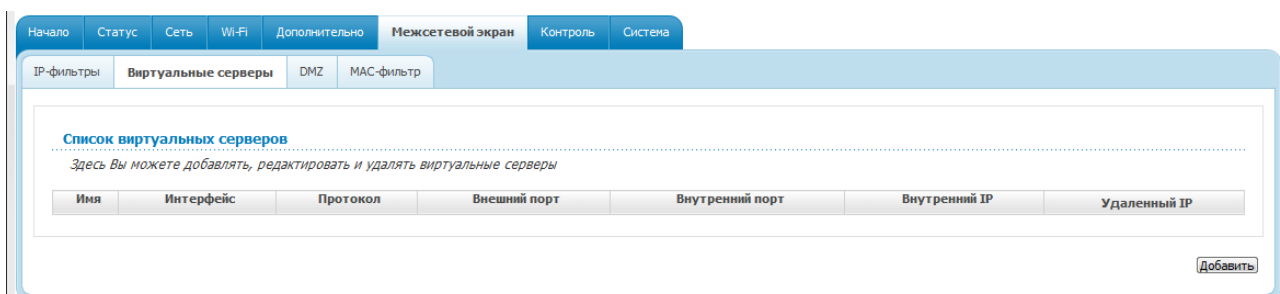 Начало Статус Сеть Wi-Fi Дополнительно Межсетевой экран Контроль Система
IP-фильтры Виртуальные серверы DMZ MAC-фильтр
Список виртуальных серверов
Здесь Вы можете добавлять, редактировать и удалять виртуальные серверы
Имя Интерфейс Протокол Внешний порт Внутренний порт Внутренний IP Удаленный IP
Добавить